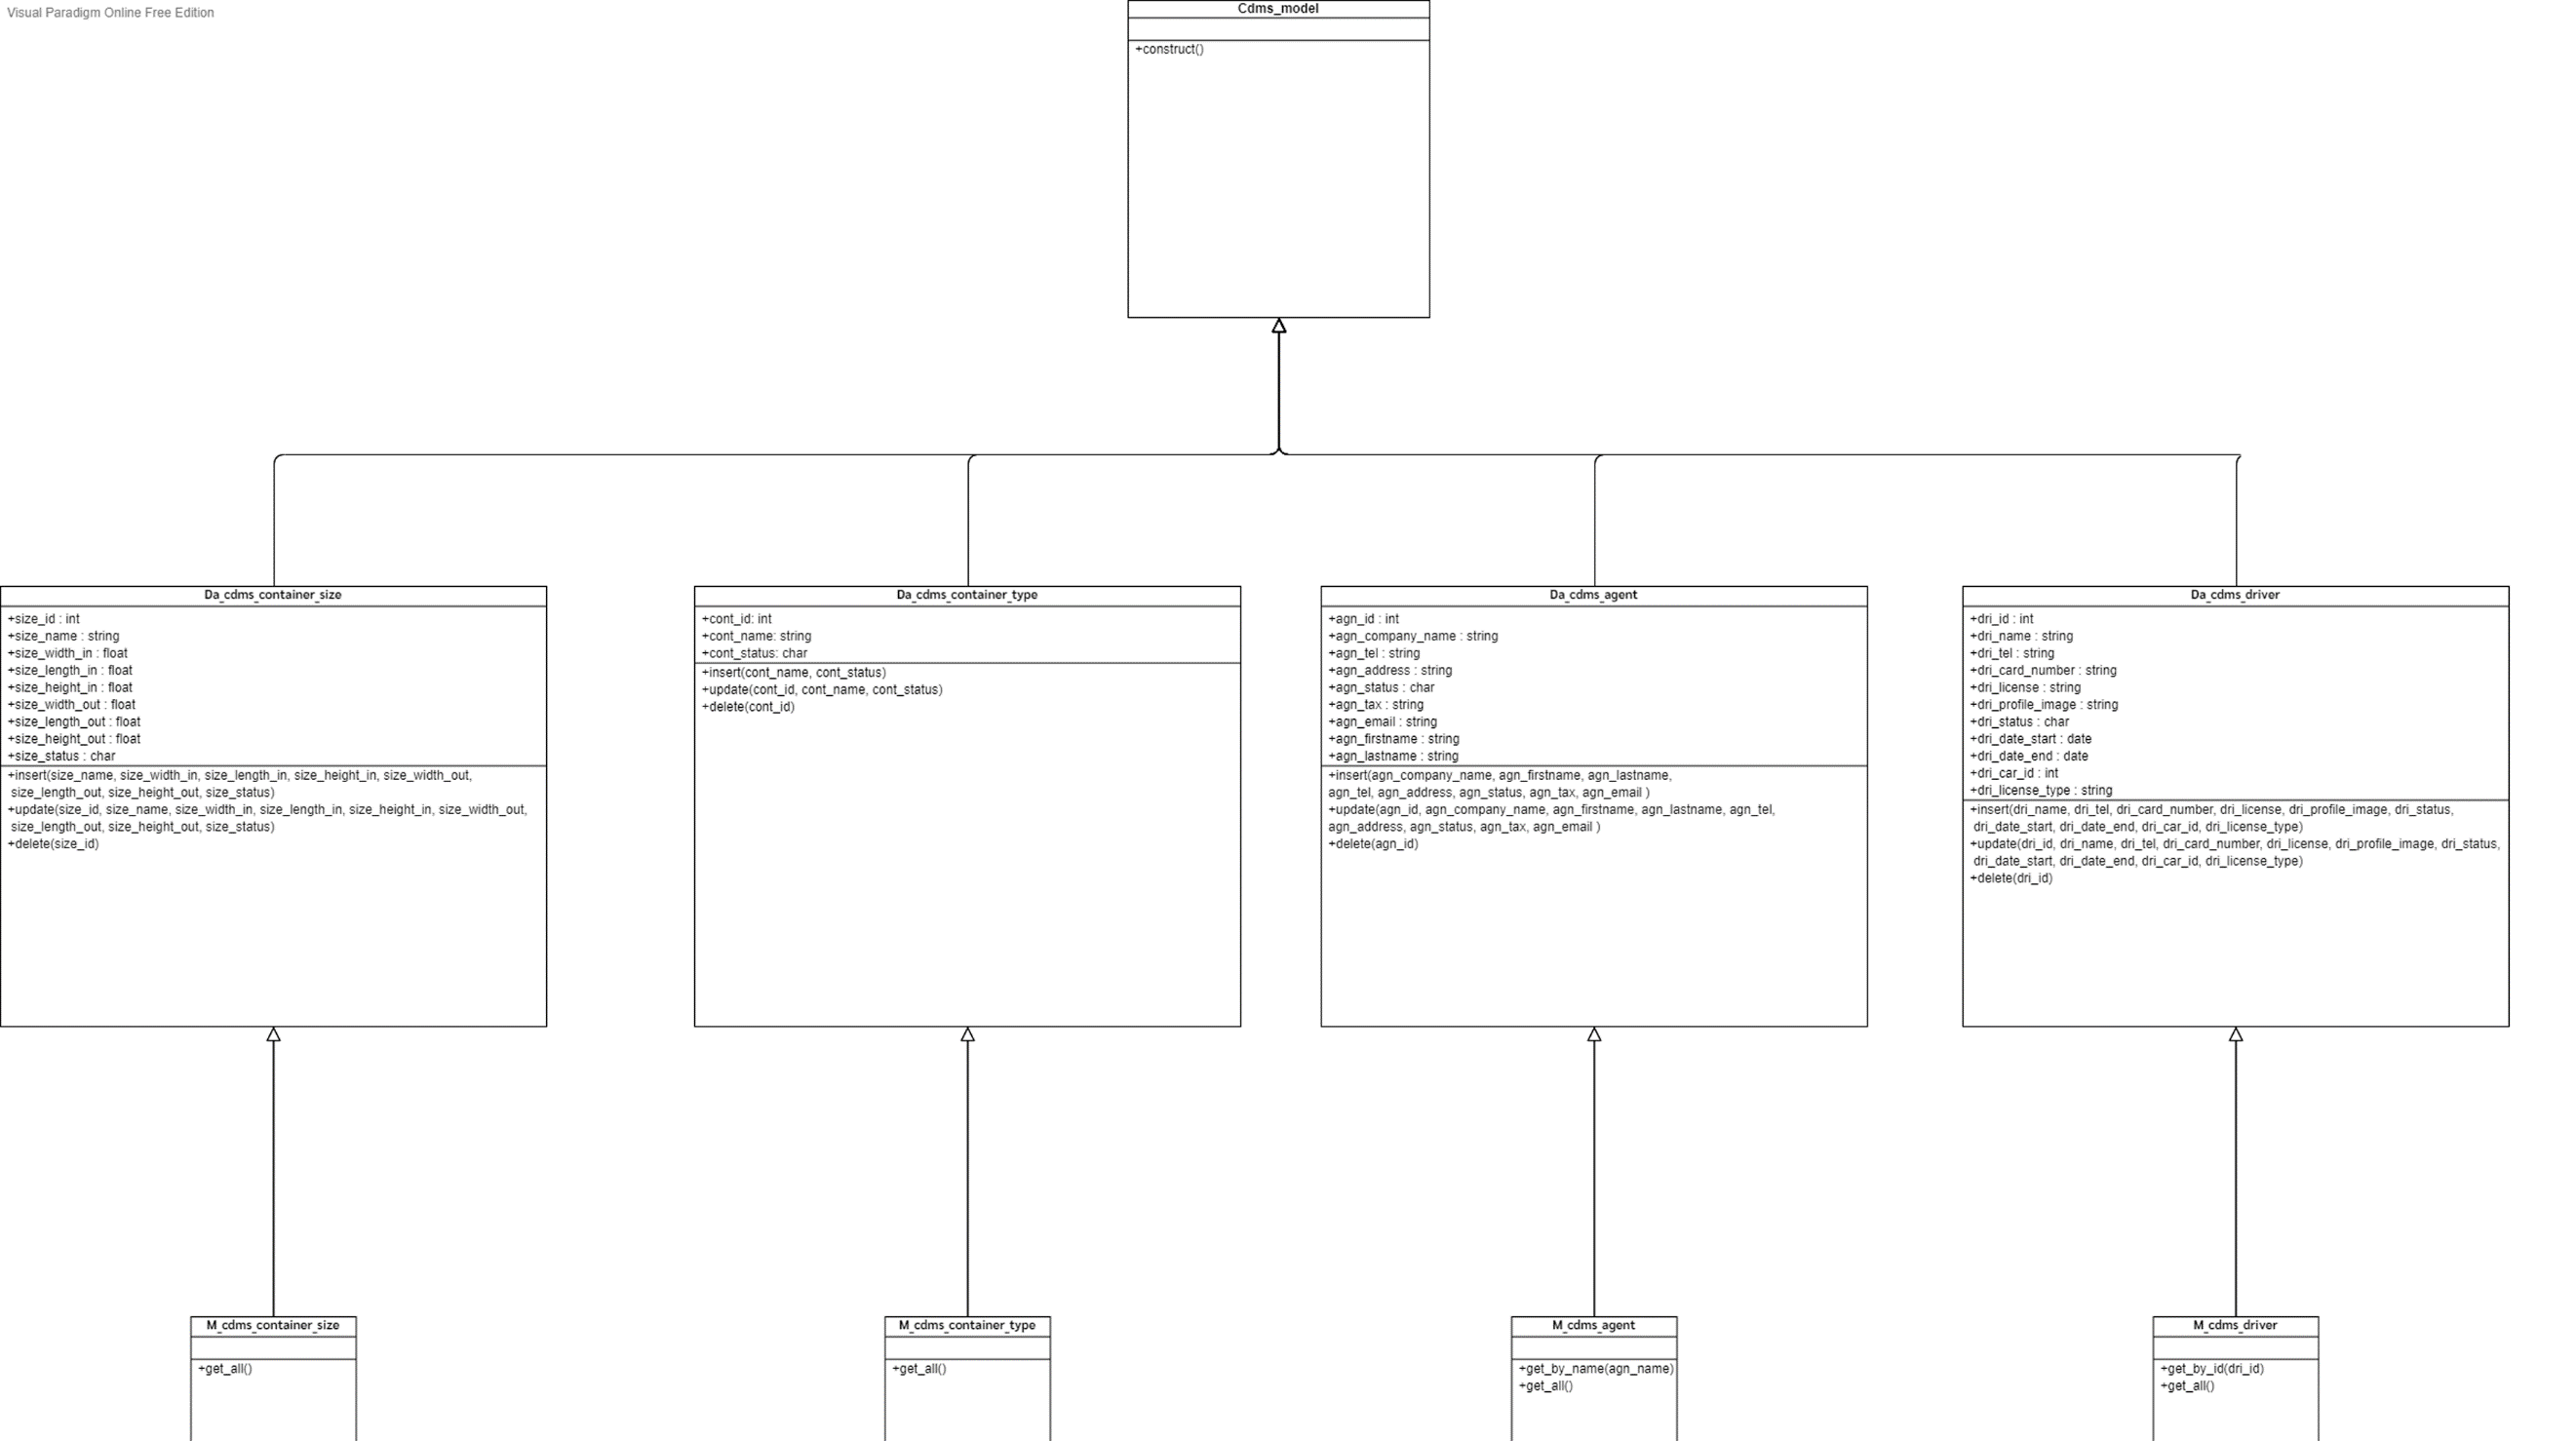 Visual Paradigm Online Free Edition
Cdms_model
+construct()
Da_cdms_container_size
+size_id : int
+size_name : string
+size_width_in : float
+size_length_in : float
+size_height_in : float
+size_width_out : float
+size_length_out : float
+size_height_out : float
+size_status : char
+insert(size_name, size_width_in, size_length_in, size_height_in, size_width_out,
size_length_out, size_height_out, size_status)
+update(size_id, size_name, size_width_in, size_length_in, size_height_in, size_width_out,
size_length_out, size_height_out, size_status)
+delete(size_id)
Da_cdms_container_type
+cont_id: int
+cont_name: string
+cont_status: char
+insert(cont_name, cont_status)
+update(cont_id, cont_name, cont_status)
+delete(cont_id)
Da_cdms_agent
+agn_id : int
+agn_company_name : string
+agn_tel : string
+agn_address : string
+agn_status : char
+agn_tax : string
+agn_email : string
+agn_firstname : string
+agn_lastname : string
+insert(agn_company_name, agn_firstname, agn_lastname,
agn_tel, agn_address, agn_status, agn_tax, agn_email )
+update(agn_id, agn_company_name, agn_firstname, agn_lastname, agn_tel,
agn_address, agn_status, agn_tax, agn_email )
+delete(agn_id)
Da_cdms_driver
+dri_id : int
+dri_name : string
+dri_tel : string
+dri_card_number : string
+dri_license : string
+dri_profile_image : string
+dri_status : char
+dri_date_start : date
+dri_date_end : date
+dri_car_id : int
+dri_license_type : string
+insert(dri_name, dri_tel, dri_card_number, dri_license, dri_profile_image, dri_status,
dri_date_start, dri_date_end, dri_car_id, dri_license_type)
+update(dri_id, dri_name, dri_tel, dri_card_number, dri_license, dri_profile_image, dri_status,
dri_date_start, dri_date_end, dri_car_id, dri_license_type)
+delete(dri_id)
M_cdms_container_size
+get_all()
M_cdms_container_type
+get_all()
M_cdms_agent
+get_by_name(agn_name)
+get_all()
M_cdms_driver
+get_by_id(dri_id)
+get_all()